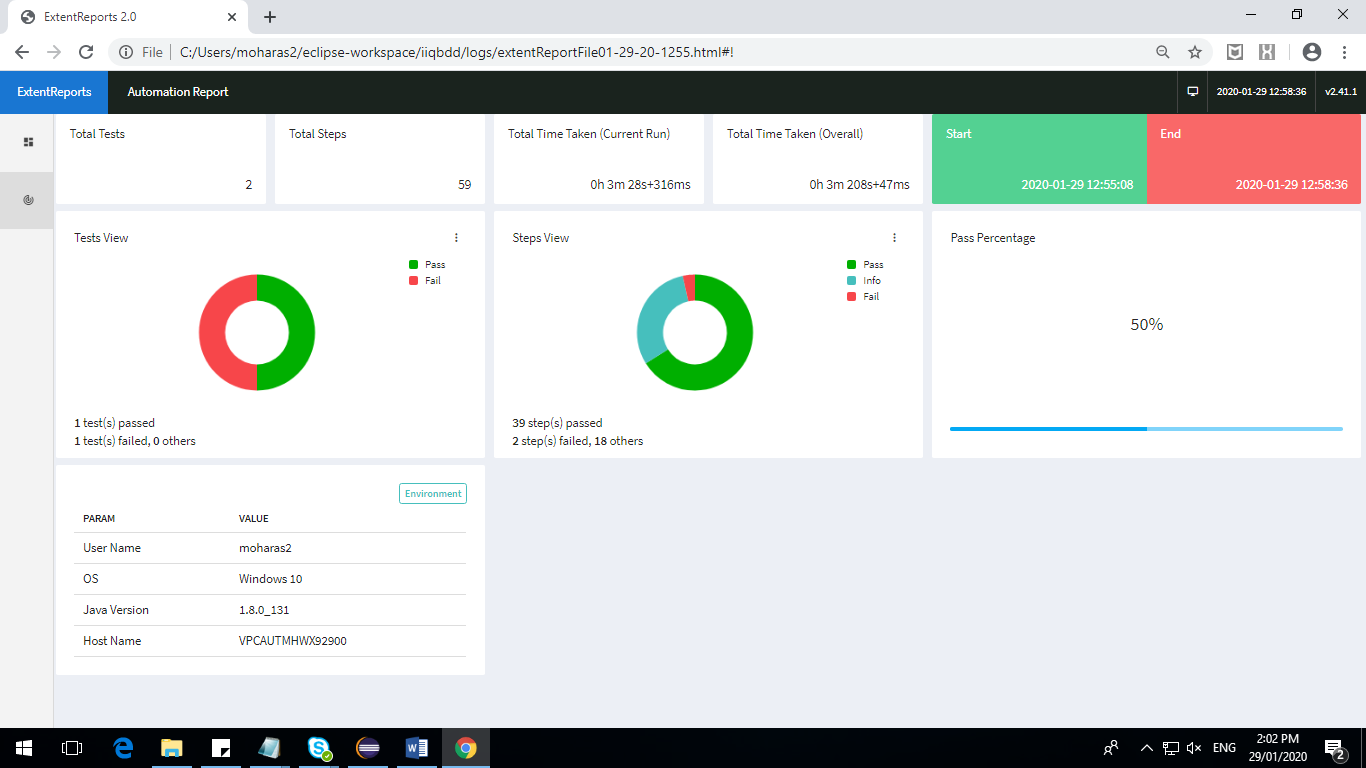 ExtentReports 2.0
File
C:/Users/moharas2/eclipse-workspace/iiqbdd/logs/extentReportFile01-29-20-1255.html#!
ExtentReports
Automation Report
2020-01-29 12:58:36
v2.41.1
Total Tests
2
Total Steps
59
Total Time Taken (Current Run)
0h 3m 28s+316ms
Total Time Taken (Overall)
0h 3m 208s+47ms
Start
2020-01-29 12:55:08
End
2020-01-29 12:58:36
Tests View
Pass
Fail
1 test(s) passed
1 test(s) failed, 0 others
Steps View
Pass
Info
Fail
39 step(s) passed
2 step(s) failed, 18 others
Pass Percentage
50%
Environment
PARAM VALUE
User Name moharas2
OS Windows 10
Java Version 1.8.0_131
Host Name VPCAUTMHWX92900
ENG
2:02 PM
29/01/2020
2